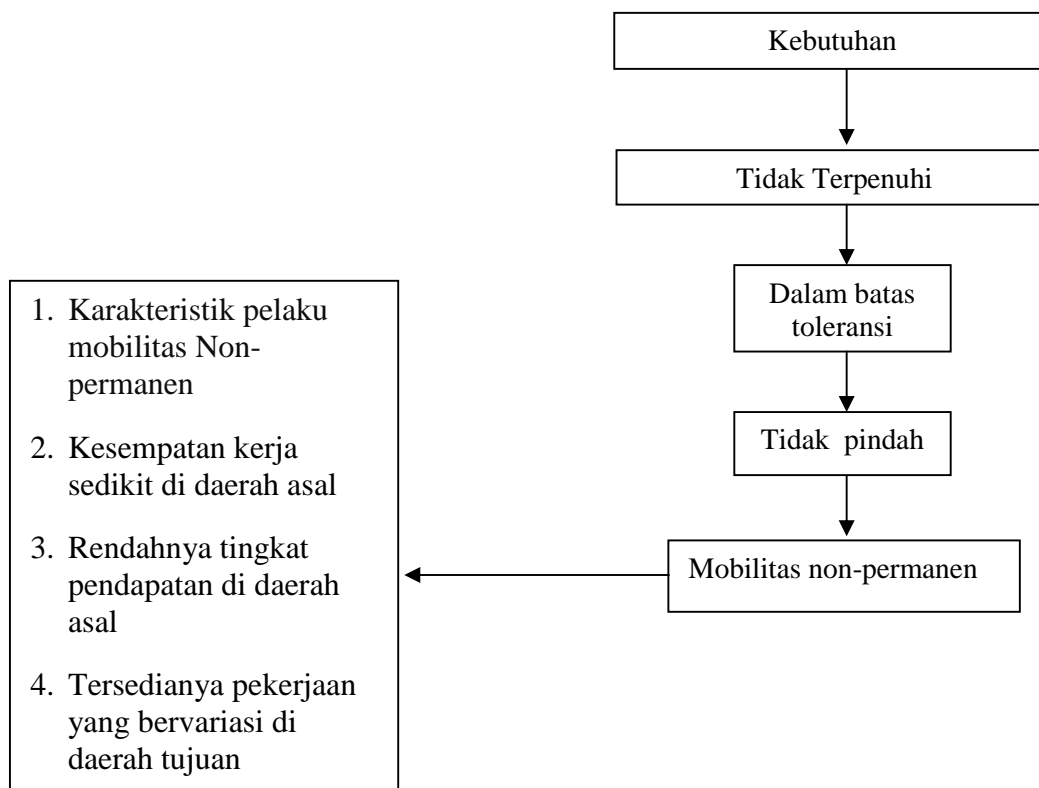 Kebutuhan
Tidak Terpenuhi
Dalam batas
toleransi
Tidak pindah
Mobilitas non-permanen
1. Karakteristik pelaku
mobilitas Non-
permanen
2. Kesempatan kerja
sedikit di daerah asal
3. Rendahnya tingkat
pendapatan di daerah
asal
4. Tersedianya pekerjaan
yang bervariasi di
daerah tujuan